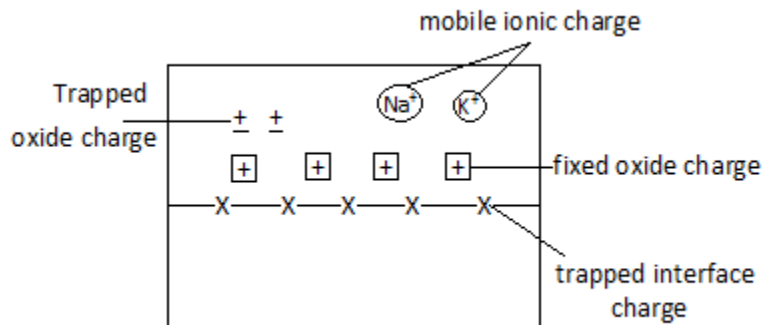 mobile ionic charge
Trapped
oxide charge
± ±
Na+ K+
+ + + +
fixed oxide charge
X X X X X
trapped interface
charge